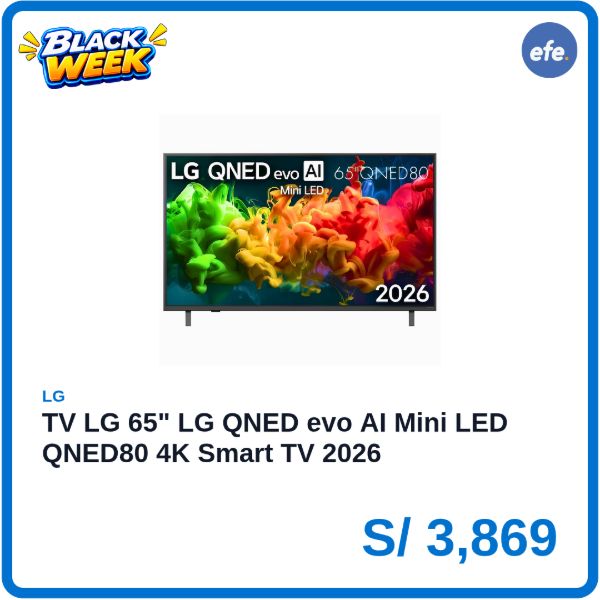 BLACK
WEEK
efe.
LG QNED evo AI 65"QNED80
Mini LED
2026
LG
TV LG 65" LG QNED evo AI Mini LED
QNED80 4K Smart TV 2026
S/ 3,869